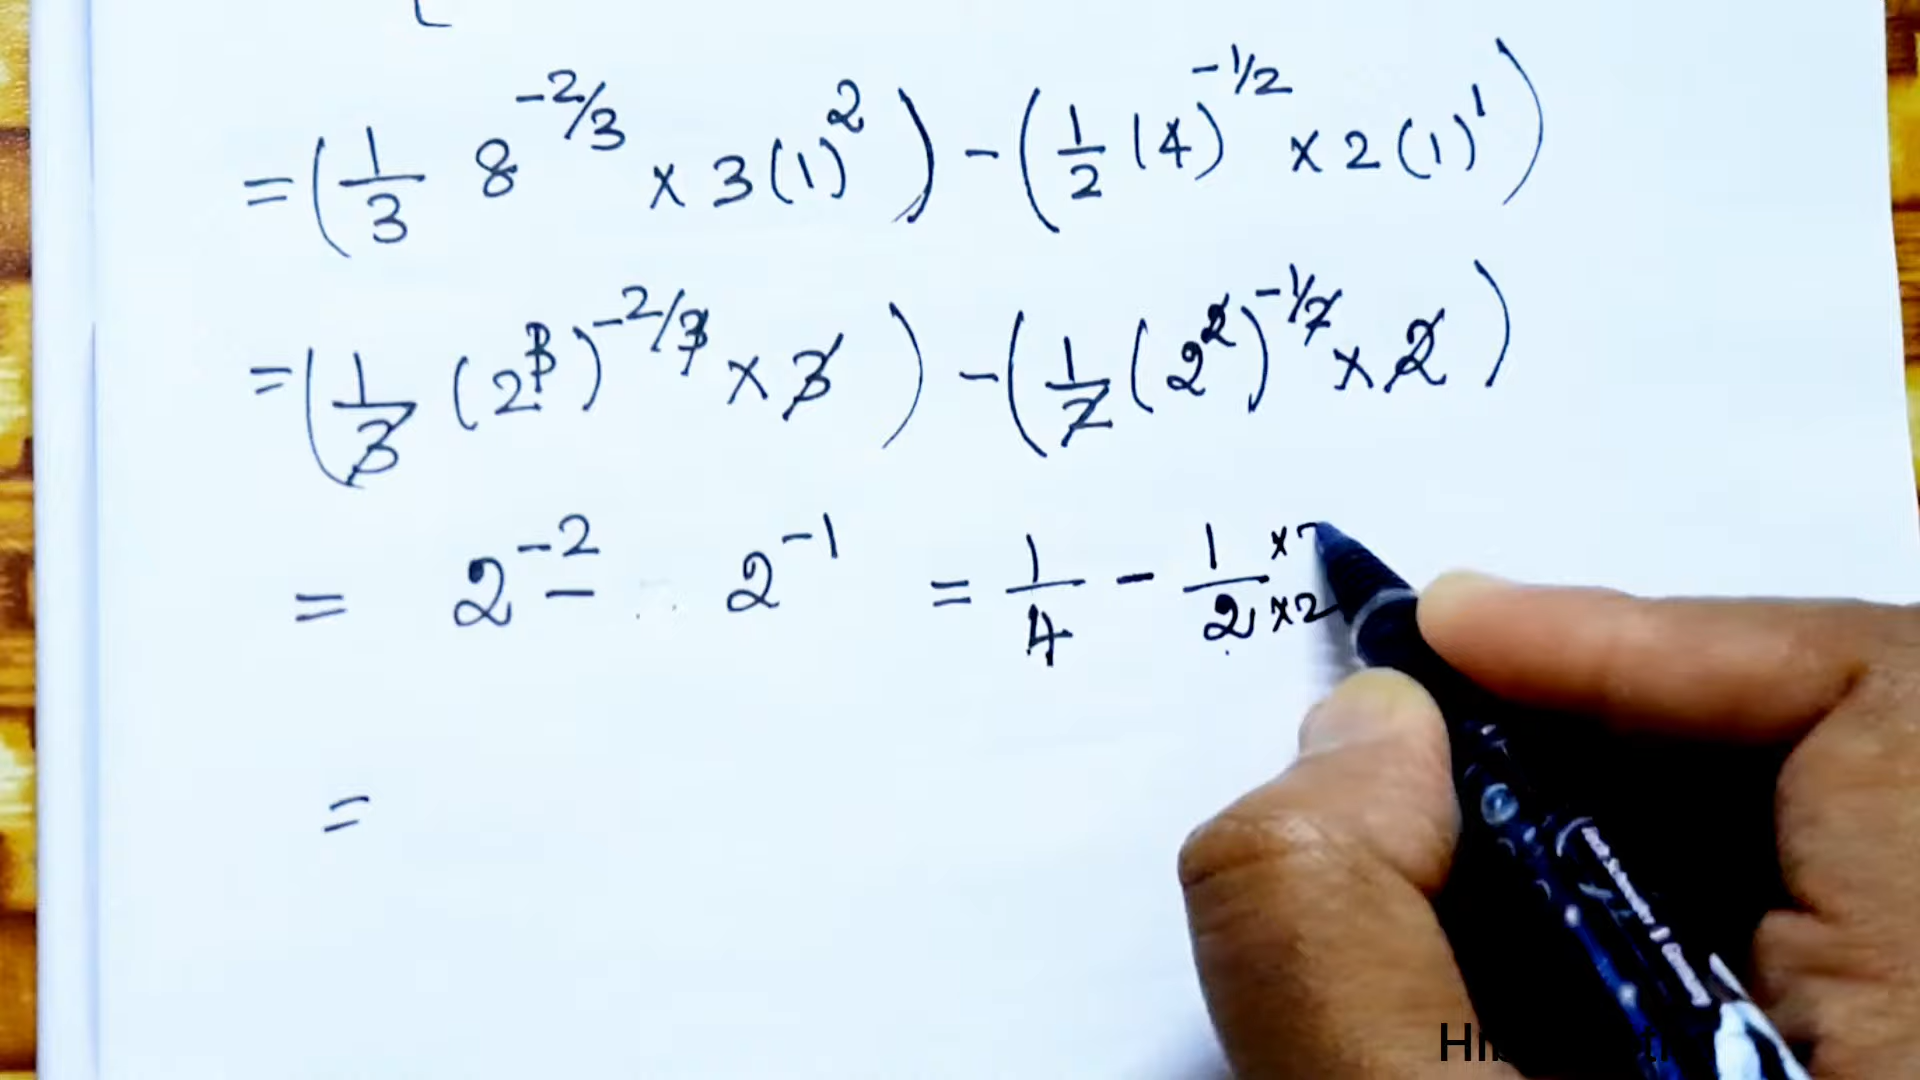 = (1/3 8^(-2/3) × 3(1)^2) - (1/2 (4)^(-1/2) × 2(1)^1)
= (1/3 (2^3)^(-2/3) × 3) - (1/2 (2^2)^(-1/2) × 2)
= 2^(-2) - 2^(-1) = 1/4 - 1/2 ×2
=